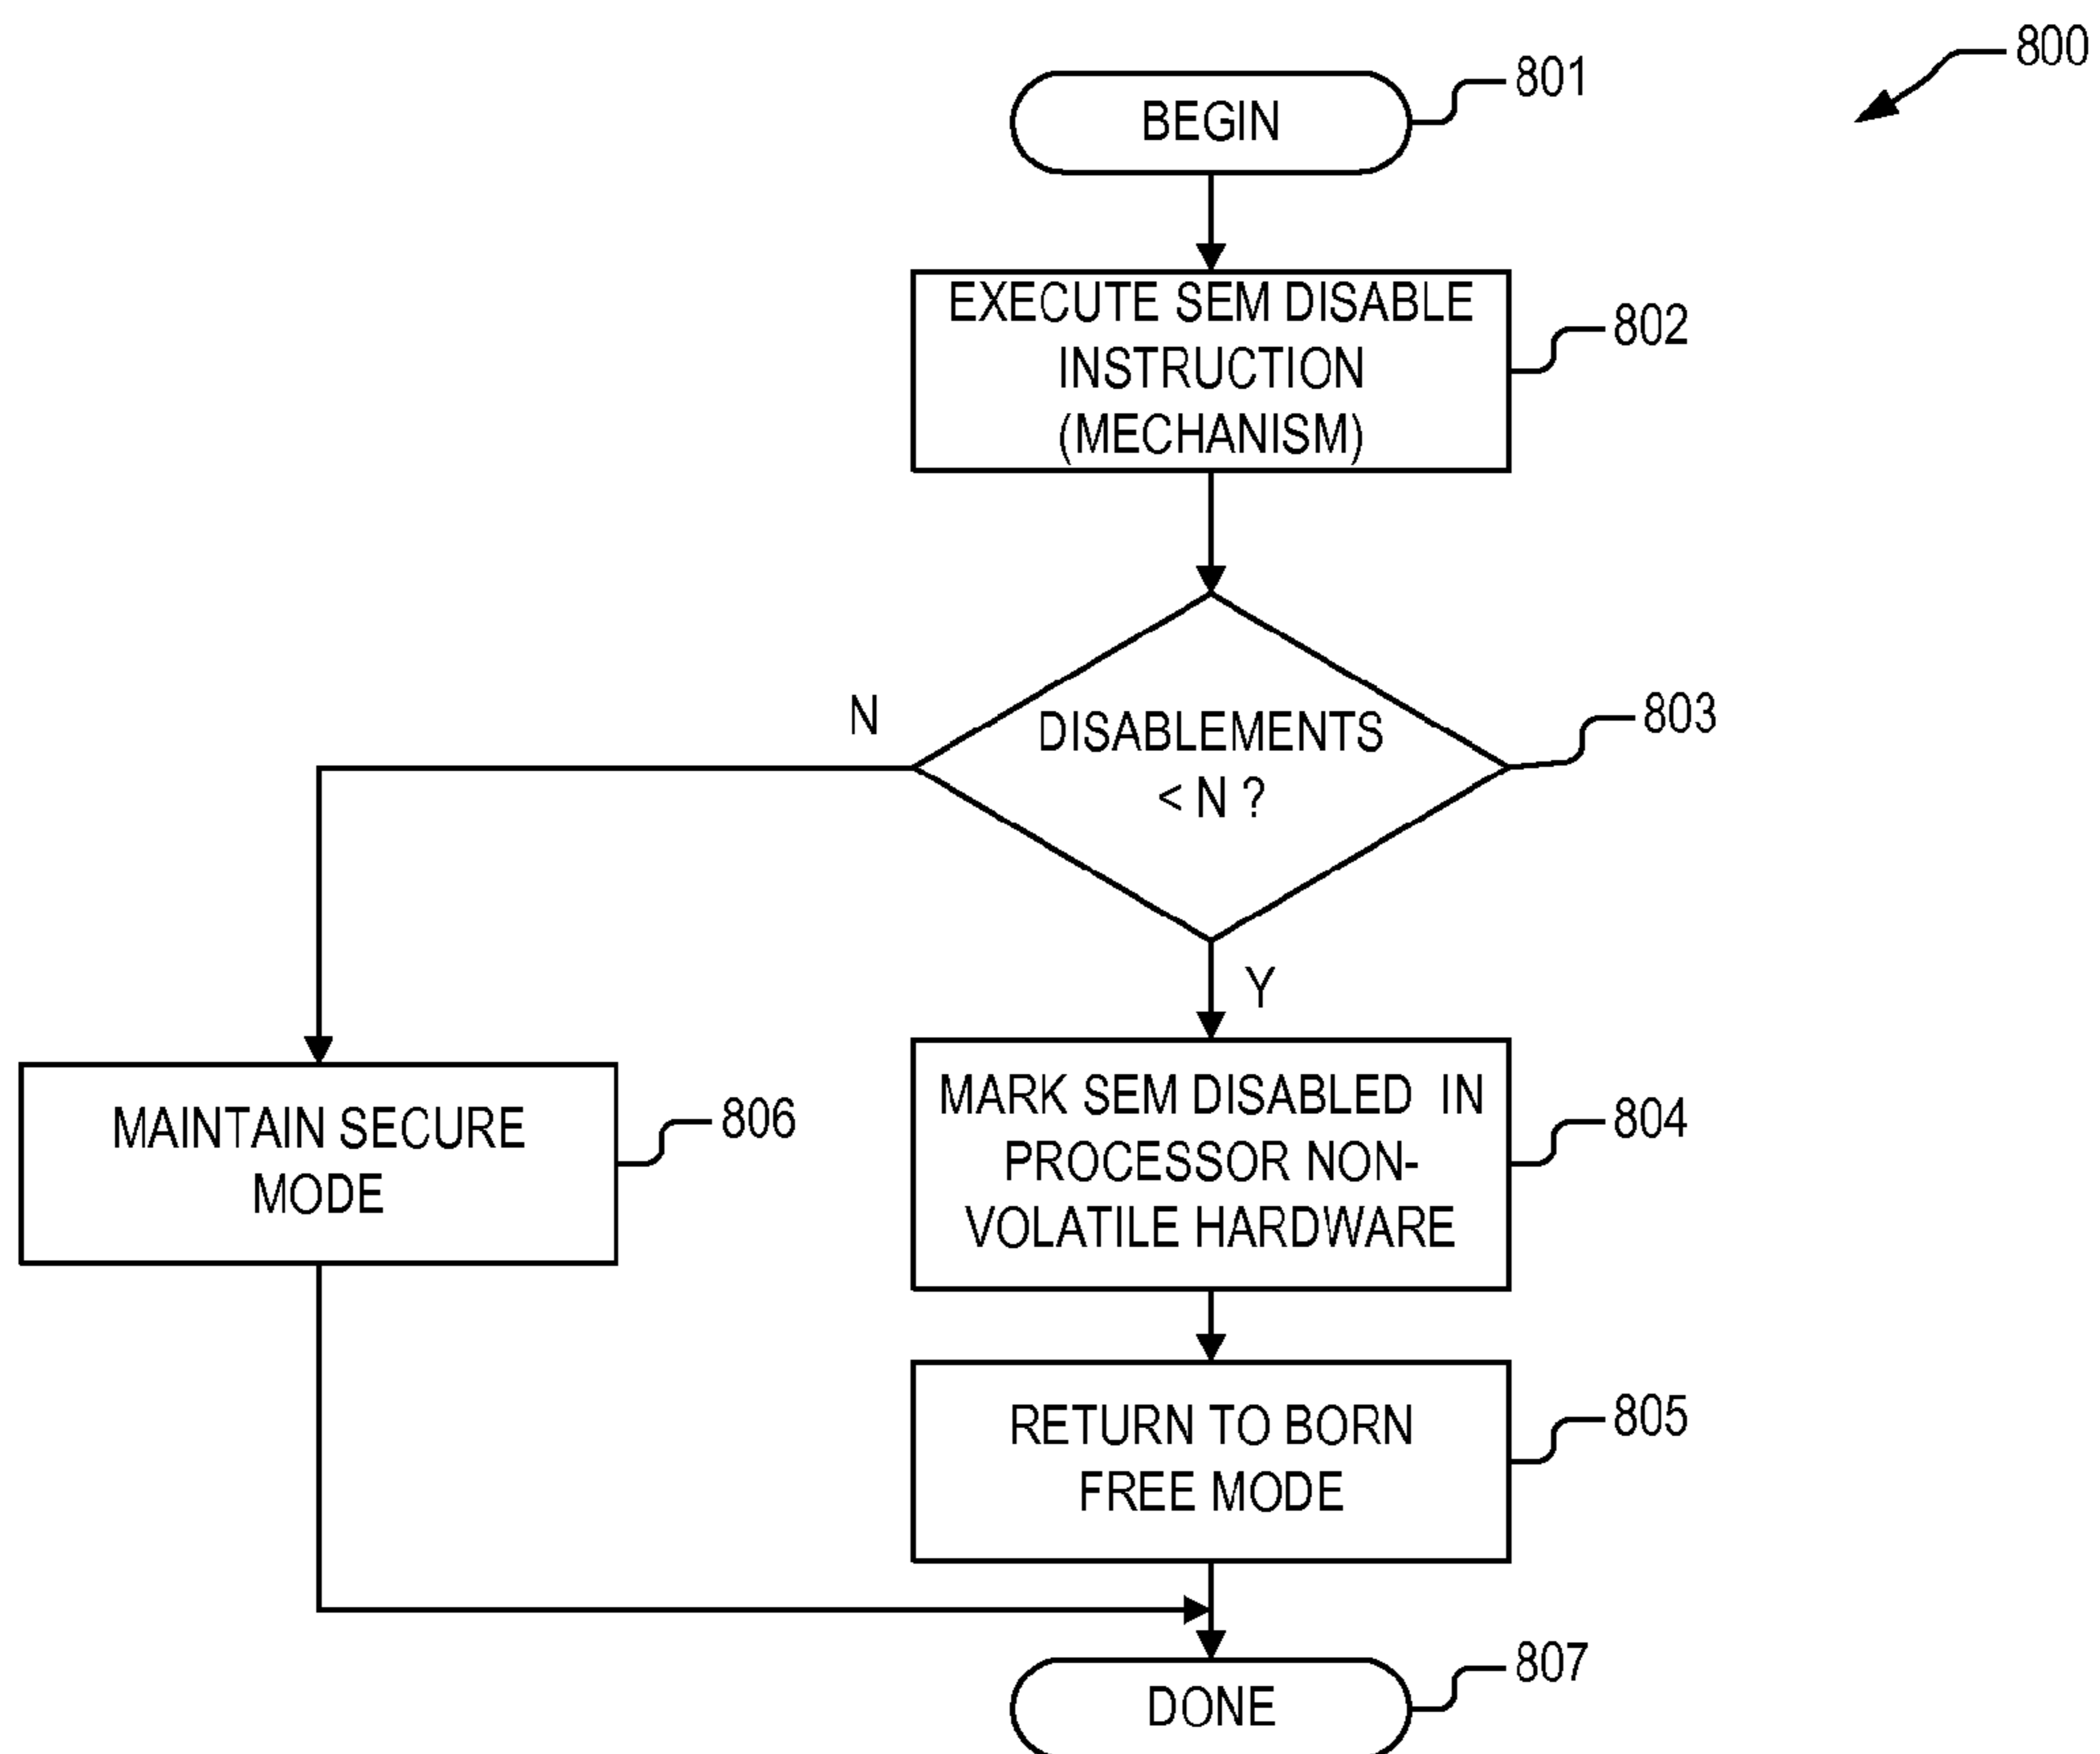 800
BEGIN
801
EXECUTE SEM DISABLE
INSTRUCTION
(MECHANISM)
802
DISABLEMENTS
< N ?
803
N
Y
MARK SEM DISABLED IN
PROCESSOR NON-
VOLATILE HARDWARE
804
MAINTAIN SECURE
MODE
806
RETURN TO BORN
FREE MODE
805
DONE
807